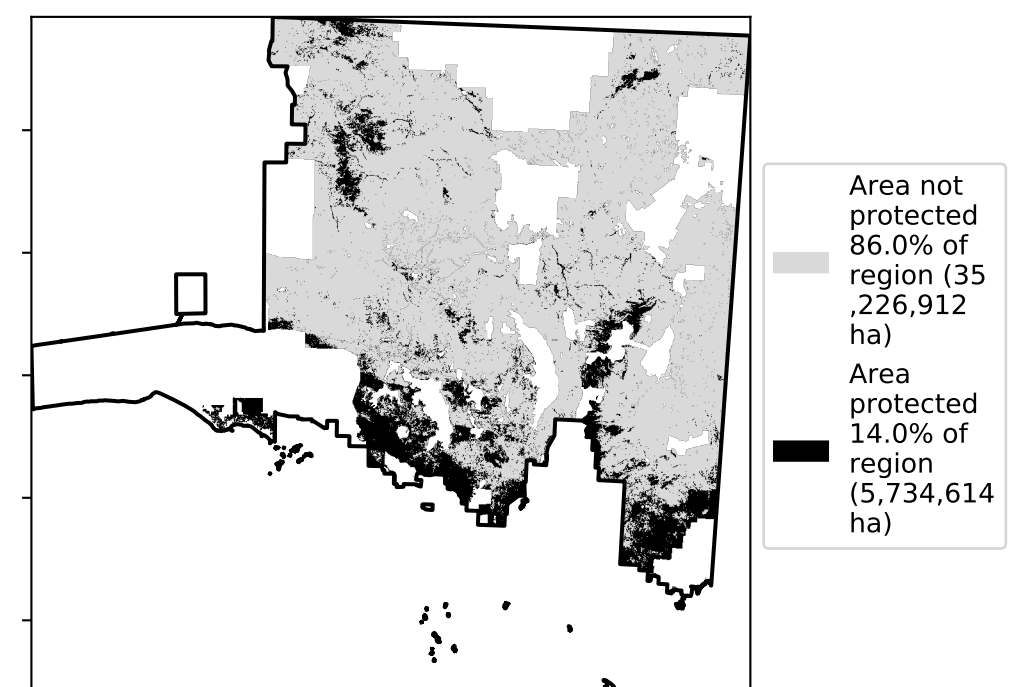 Area not
protected
86.0% of
region (35
,226,912
ha)
Area
protected
14.0% of
region
(5,734,614
ha)